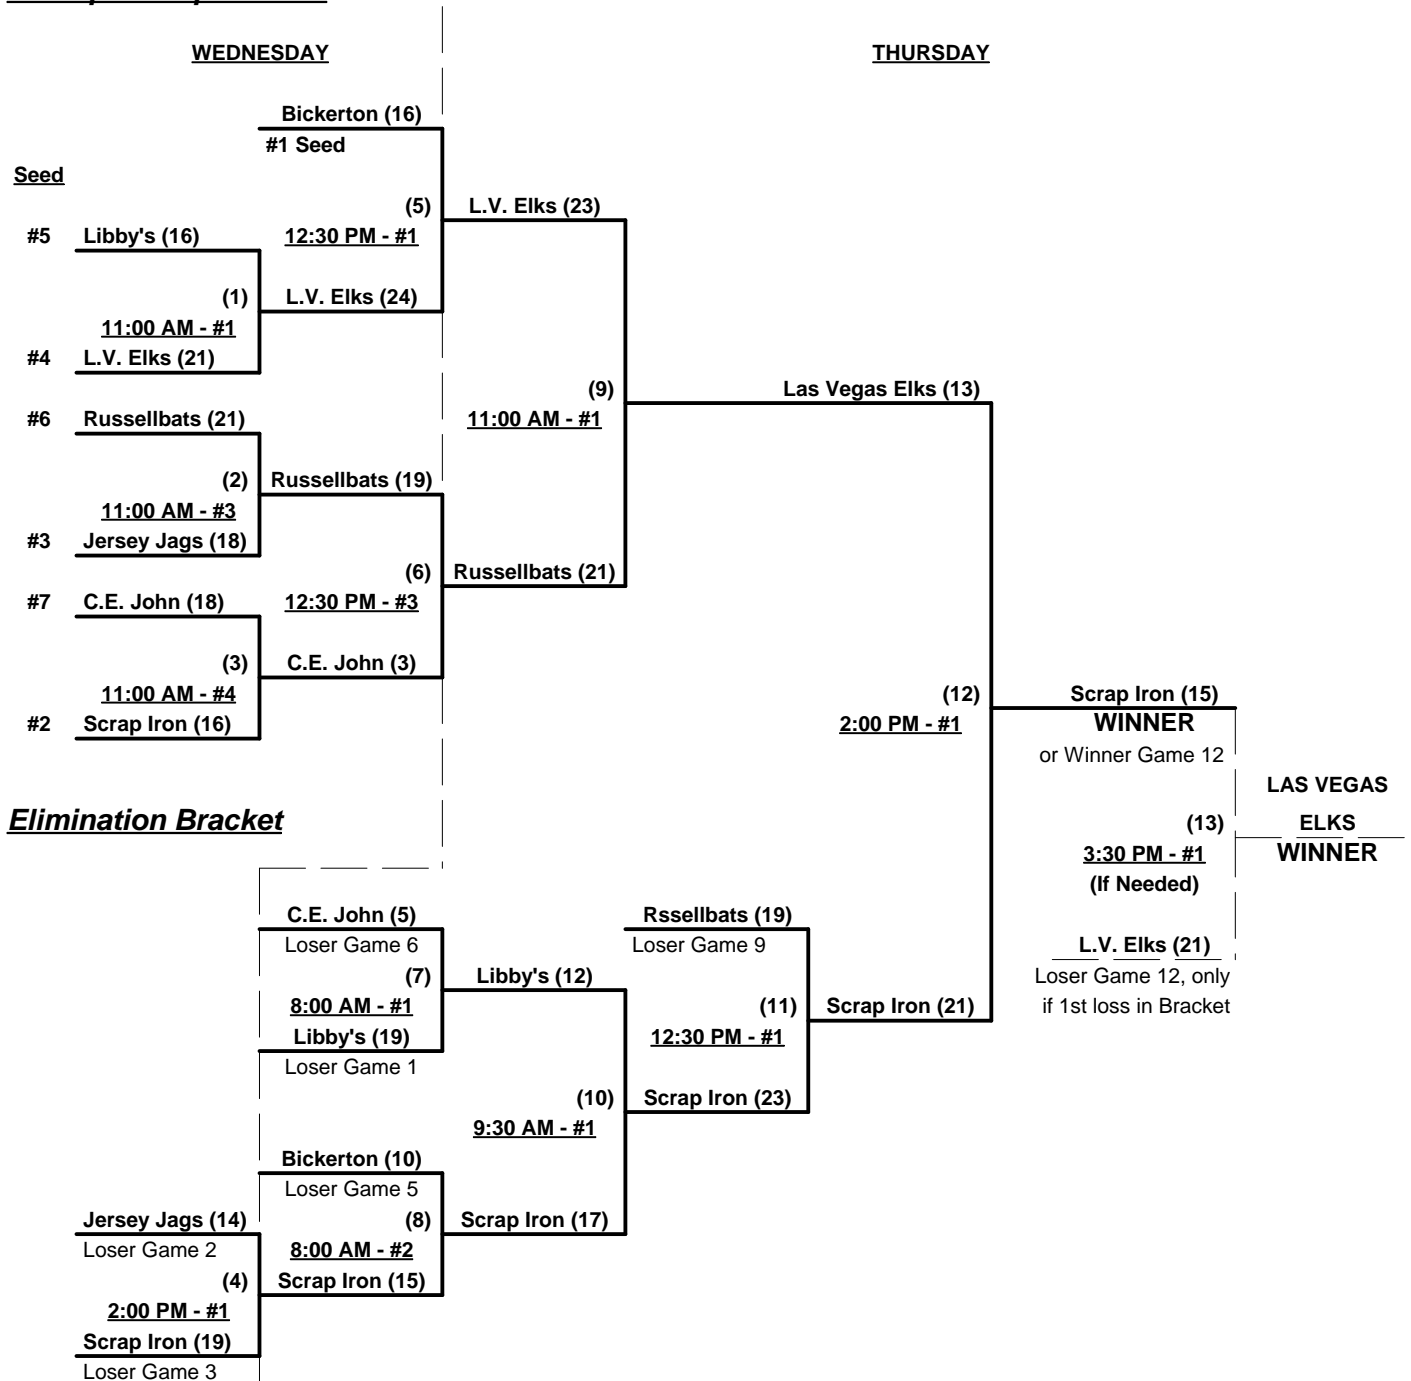 WEDNESDAY
THURSDAY
Bickerton (16)
#1 Seed
Seed
(5)
L.V. Elks (23)
#5
Libby's (16)
12:30 PM - #1
(1)
L.V. Elks (24)
11:00 AM - #1
#4
L.V. Elks (21)
(9)
Las Vegas Elks (13)
#6
Russellbats (21)
11:00 AM - #1
(2)
Russellbats (19)
11:00 AM - #3
#3
Jersey Jags (18)
(6)
Russellbats (21)
#7
C.E. John (18)
12:30 PM - #3
(3)
C.E. John (3)
11:00 AM - #4
(12)
Scrap Iron (15)
#2
Scrap Iron (16)
2:00 PM - #1
WINNER
or Winner Game 12
LAS VEGAS
Elimination Bracket
(13)
ELKS
3:30 PM - #1
WINNER
(If Needed)
C.E. John (5)
Rssellbats (19)
Loser Game 6
Loser Game 9
L.V. Elks (21)
(7)
Libby's (12)
Loser Game 12, only
8:00 AM - #1
(11)
Scrap Iron (21)
if 1st loss in Bracket
Libby's (19)
12:30 PM - #1
Loser Game 1
(10)
Scrap Iron (23)
9:30 AM - #1
Bickerton (10)
Loser Game 5
Jersey Jags (14)
(8)
Scrap Iron (17)
Loser Game 2
8:00 AM - #2
(4)
Scrap Iron (15)
2:00 PM - #1
Scrap Iron (19)
Loser Game 3